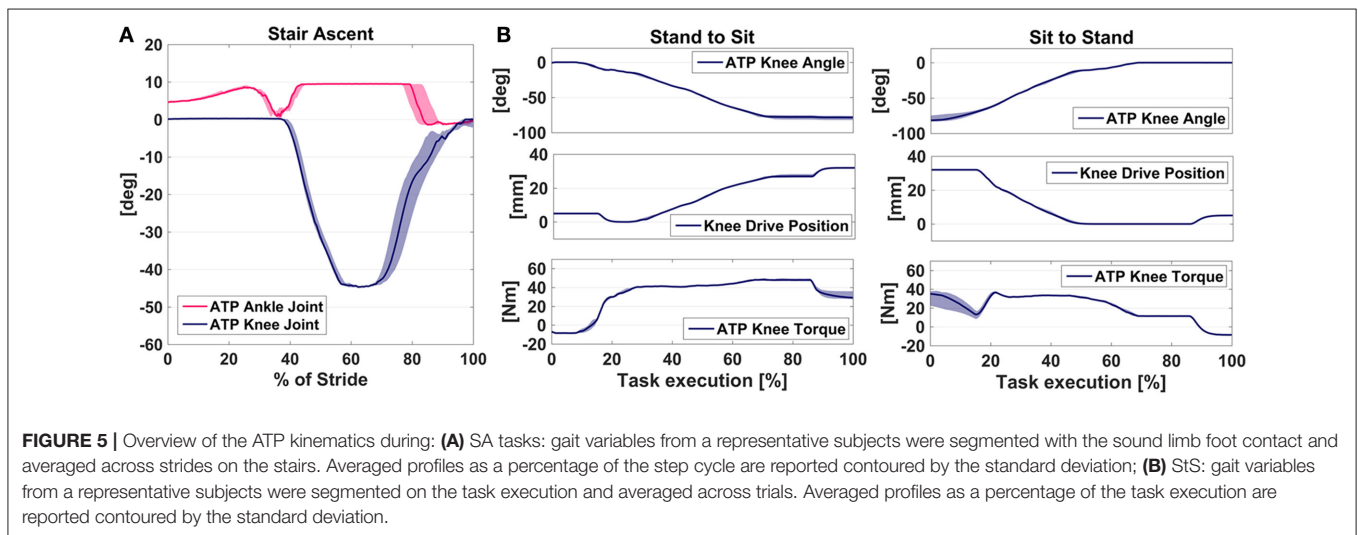 A
Stair Ascent
20
10
0
-10
-20
-30
-40
-50
-60
[deg]
ATP Ankle Joint
ATP Knee Joint
0 20 40 60 80 100
% of Stride
B
Stand to Sit
0
-50
-100
[deg]
ATP Knee Angle
40
20
0
[mm]
Knee Drive Position
60
40
20
0
-20
[Nm]
ATP Knee Torque
0 20 40 60 80 100
Task execution [%]
Sit to Stand
0
-50
-100
[deg]
ATP Knee Angle
40
20
0
[mm]
Knee Drive Position
60
40
20
0
-20
[Nm]
ATP Knee Torque
0 20 40 60 80 100
Task execution [%]
FIGURE 5 | Overview of the ATP kinematics during: (A) SA tasks: gait variables from a representative subjects were segmented with the sound limb foot contact and
averaged across strides on the stairs. Averaged profiles as a percentage of the step cycle are reported contoured by the standard deviation; (B) StS: gait variables
from a representative subjects were segmented on the task execution and averaged across trials. Averaged profiles as a percentage of the task execution are
reported contoured by the standard deviation.